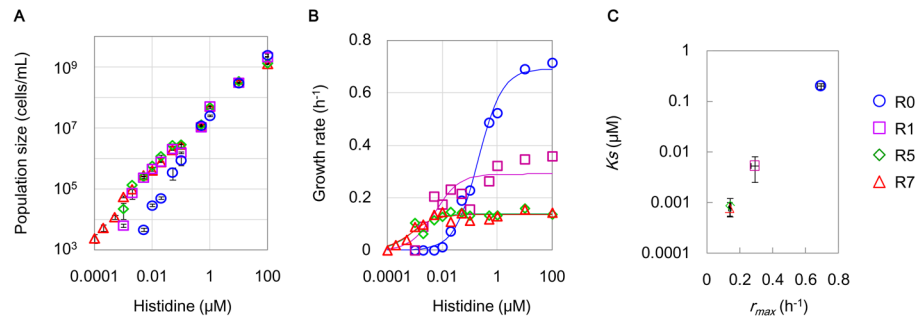 A
Population size (cells/mL)
10⁹
10⁷
10⁵
10³
0.0001 0.01 1 100
Histidine (µM)
B
Growth rate (h⁻¹)
0.8
0.6
0.4
0.2
0
0.0001 0.01 1 100
Histidine (µM)
C
Ks (µM)
1
0.1
0.01
0.001
0.0001
0 0.2 0.4 0.6 0.8
rmax (h⁻¹)
R0
R1
R5
R7